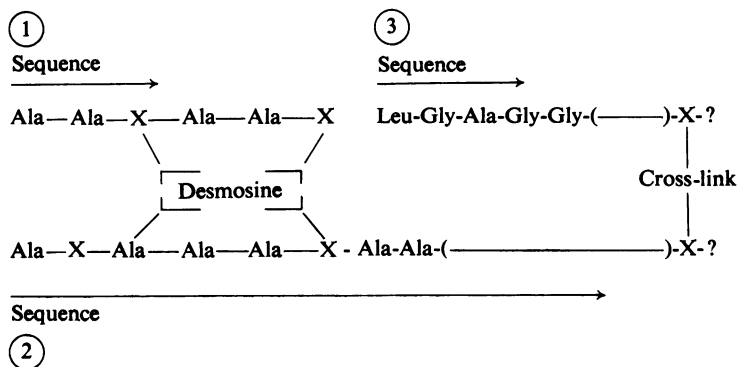 1 3
Sequence Sequence
Ala—Ala—X—Ala—Ala—X Leu-Gly-Ala-Gly-Gly-(———)-X-?
Desmosine Cross-link
Ala—X—Ala—Ala—Ala—X - Ala-Ala-(——————————)-X-?
Sequence
2